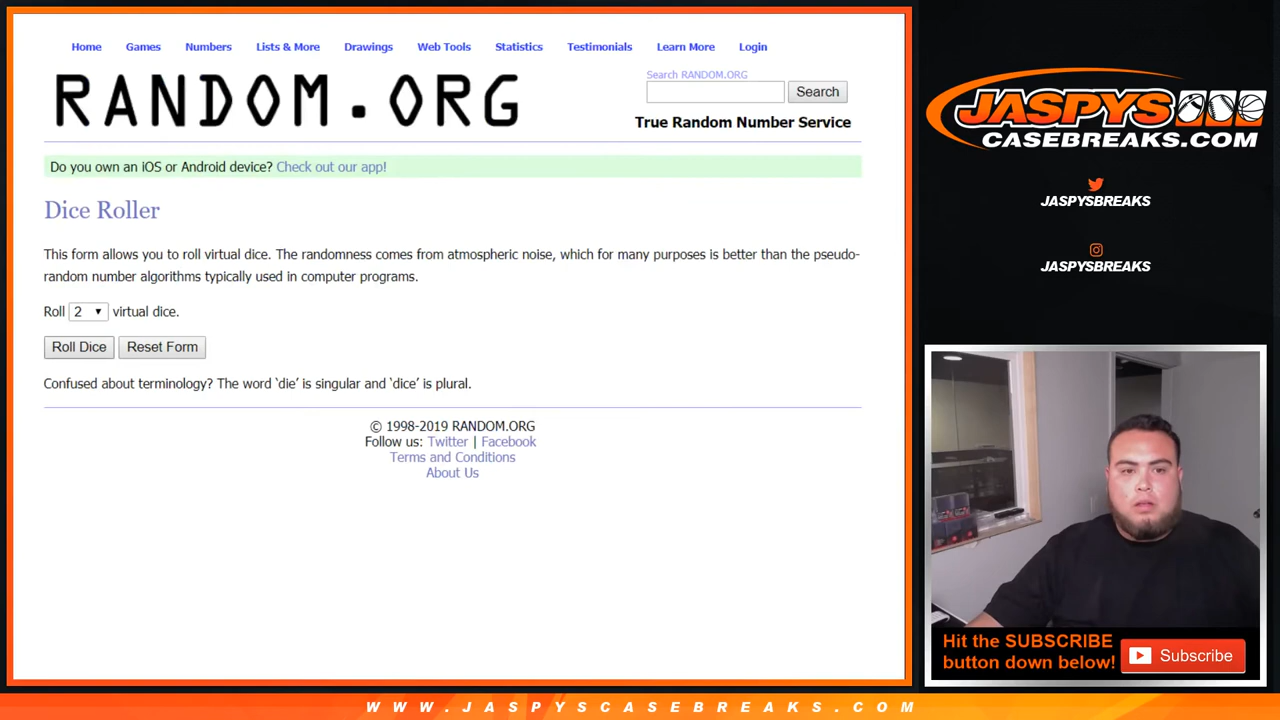 Home Games Numbers Lists & More Drawings Web Tools Statistics Testimonials Learn More Login
RANDOM.ORG
Search RANDOM.ORG
Search
True Random Number Service
Do you own an iOS or Android device? Check out our app!
Dice Roller
This form allows you to roll virtual dice. The randomness comes from atmospheric noise, which for many purposes is better than the pseudo-
random number algorithms typically used in computer programs.
Roll 2 virtual dice.
Roll Dice Reset Form
Confused about terminology? The word ‘die’ is singular and ‘dice’ is plural.
© 1998-2019 RANDOM.ORG
Follow us: Twitter | Facebook
Terms and Conditions
About Us
JASPYS
CASEBREAKS.COM
JASPYSBREAKS
JASPYSBREAKS
Hit the SUBSCRIBE
button down below!
Subscribe
WWW.JASPYSCASEBREAKS.COM